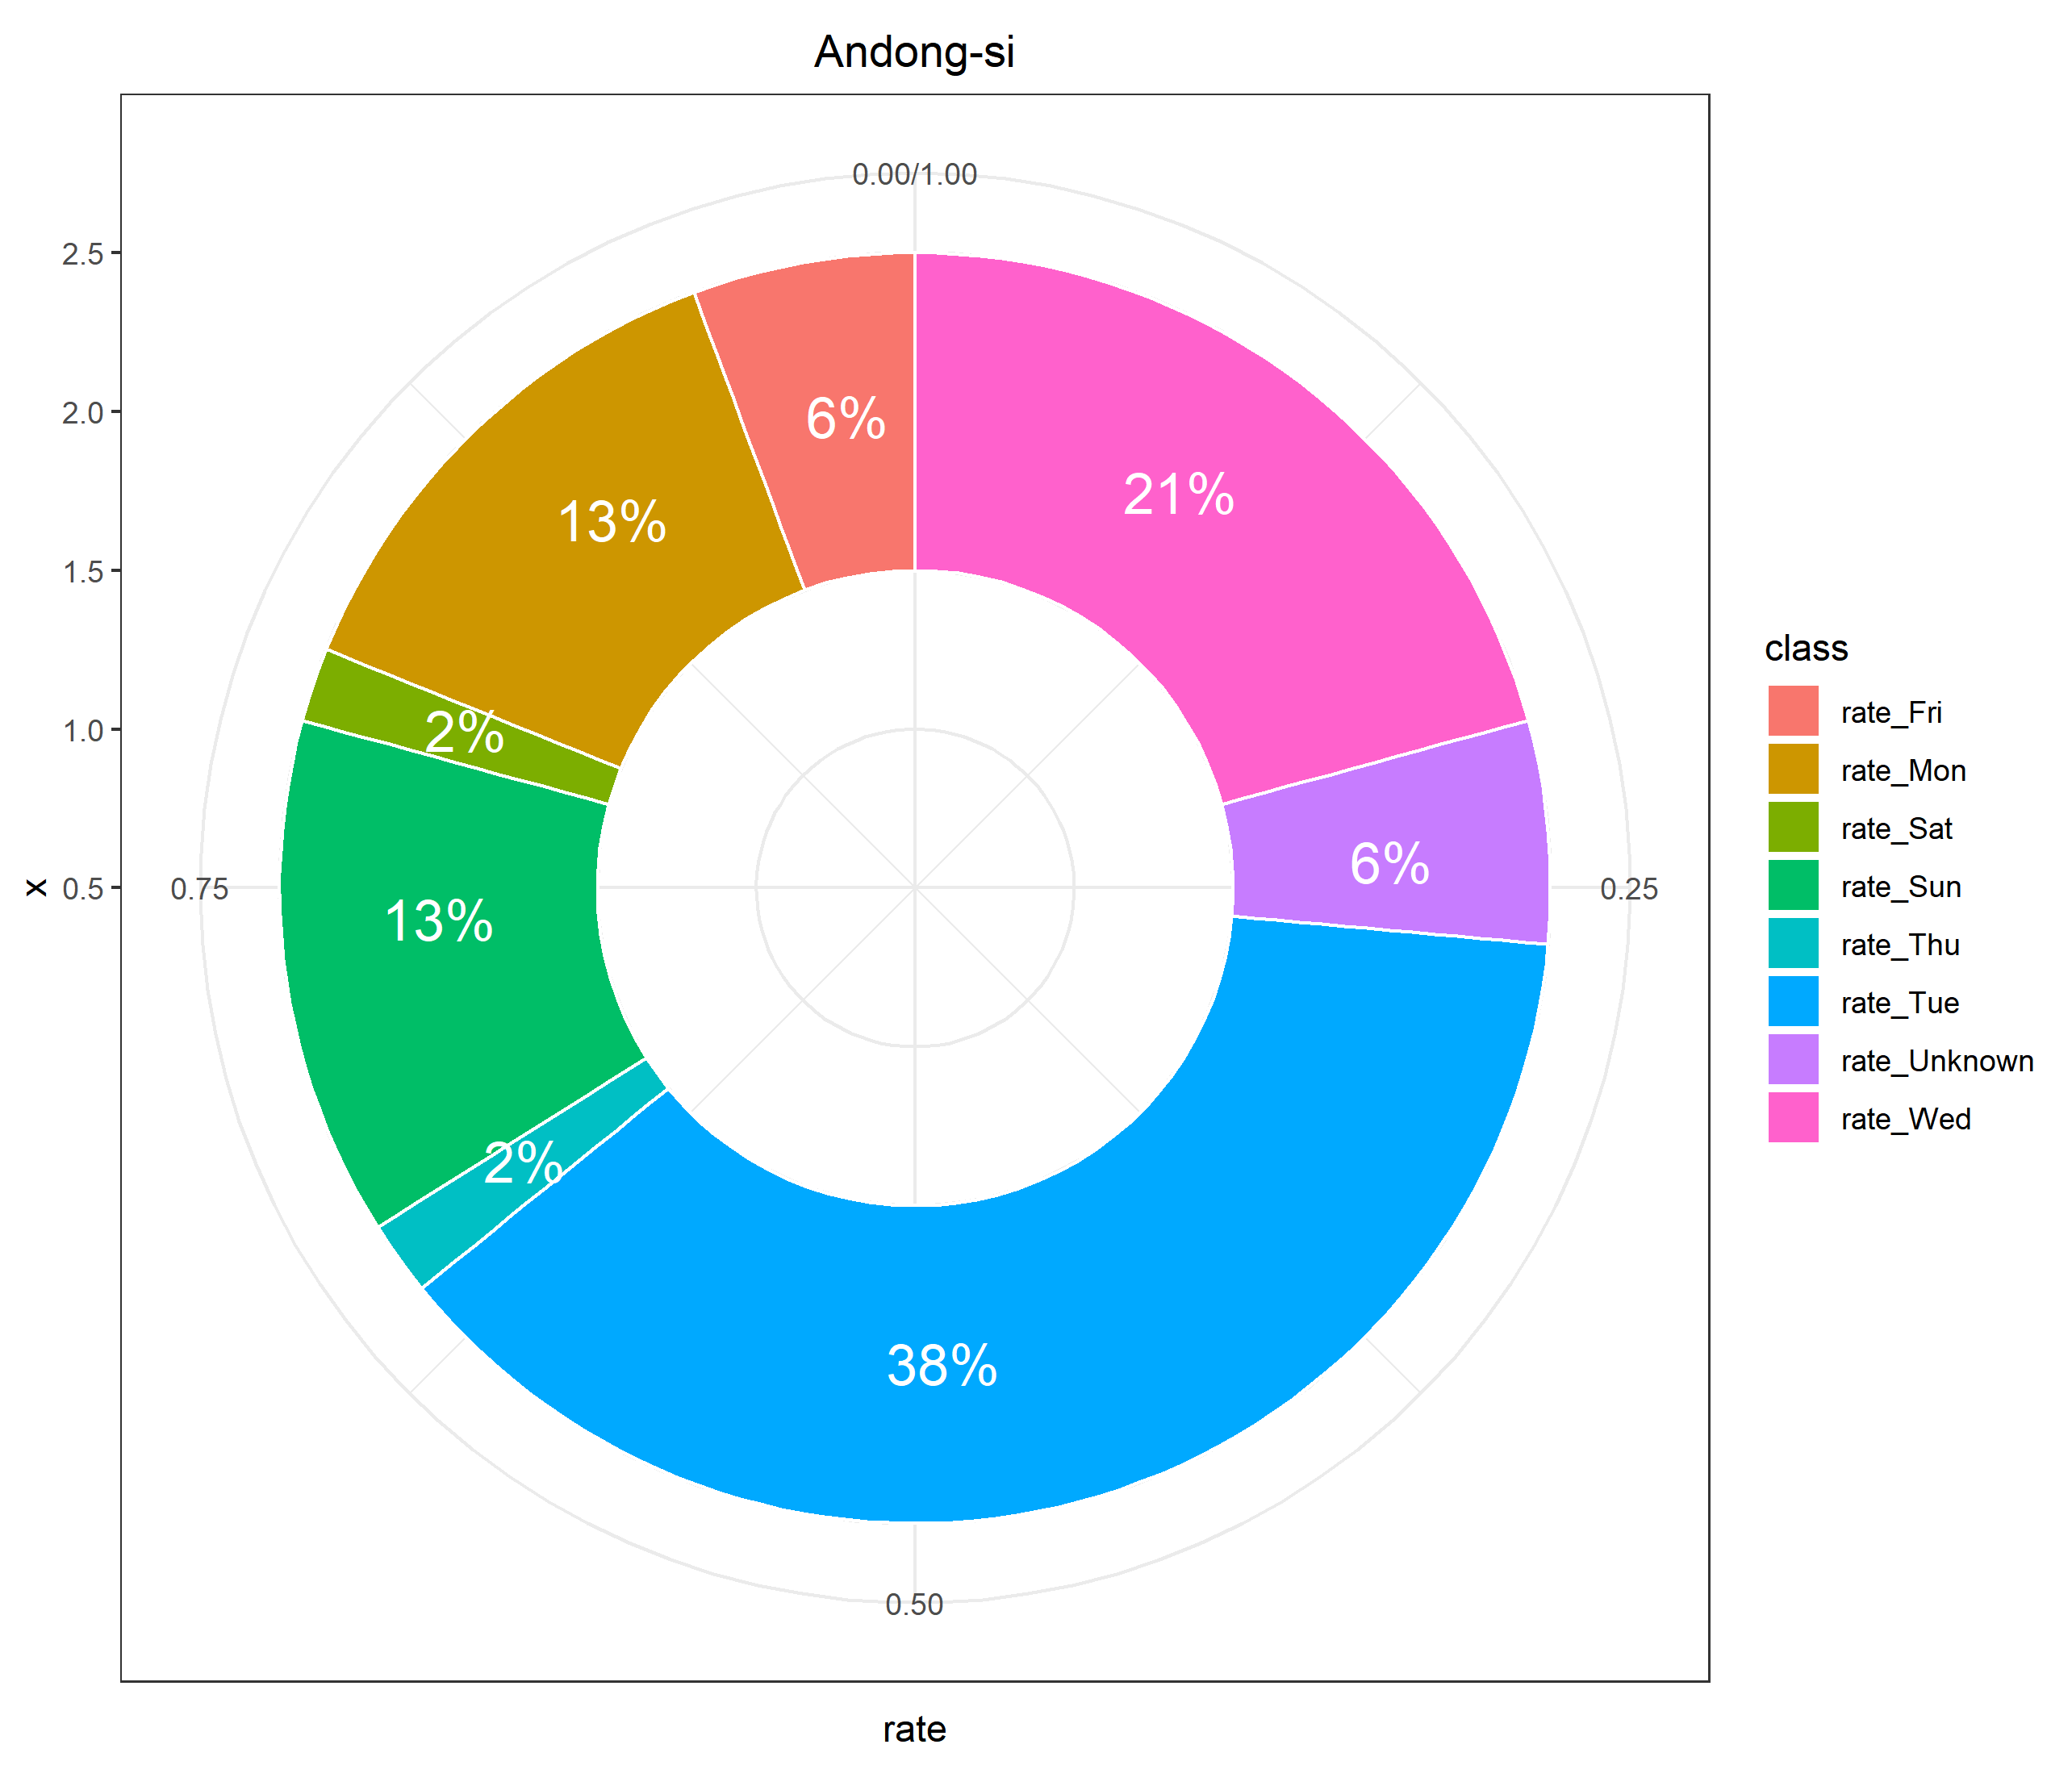 Andong-si
0.00/1.00
2.5
2.0
1.5
1.0
0.5
x
0.75
0.25
0.50
6%
21%
13%
2%
6%
13%
2%
38%
rate
class
rate_Fri
rate_Mon
rate_Sat
rate_Sun
rate_Thu
rate_Tue
rate_Unknown
rate_Wed